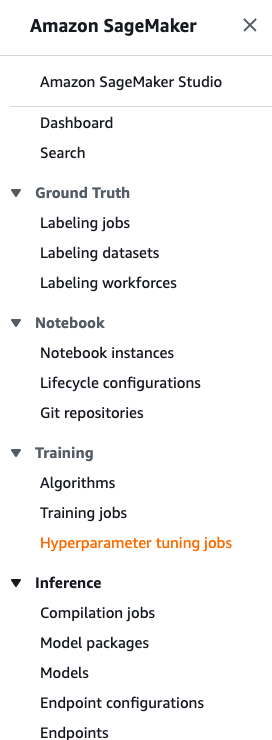 Amazon SageMaker
Amazon SageMaker Studio
Dashboard
Search
Ground Truth
Labeling jobs
Labeling datasets
Labeling workforces
Notebook
Notebook instances
Lifecycle configurations
Git repositories
Training
Algorithms
Training jobs
Hyperparameter tuning jobs
Inference
Compilation jobs
Model packages
Models
Endpoint configurations
Endpoints